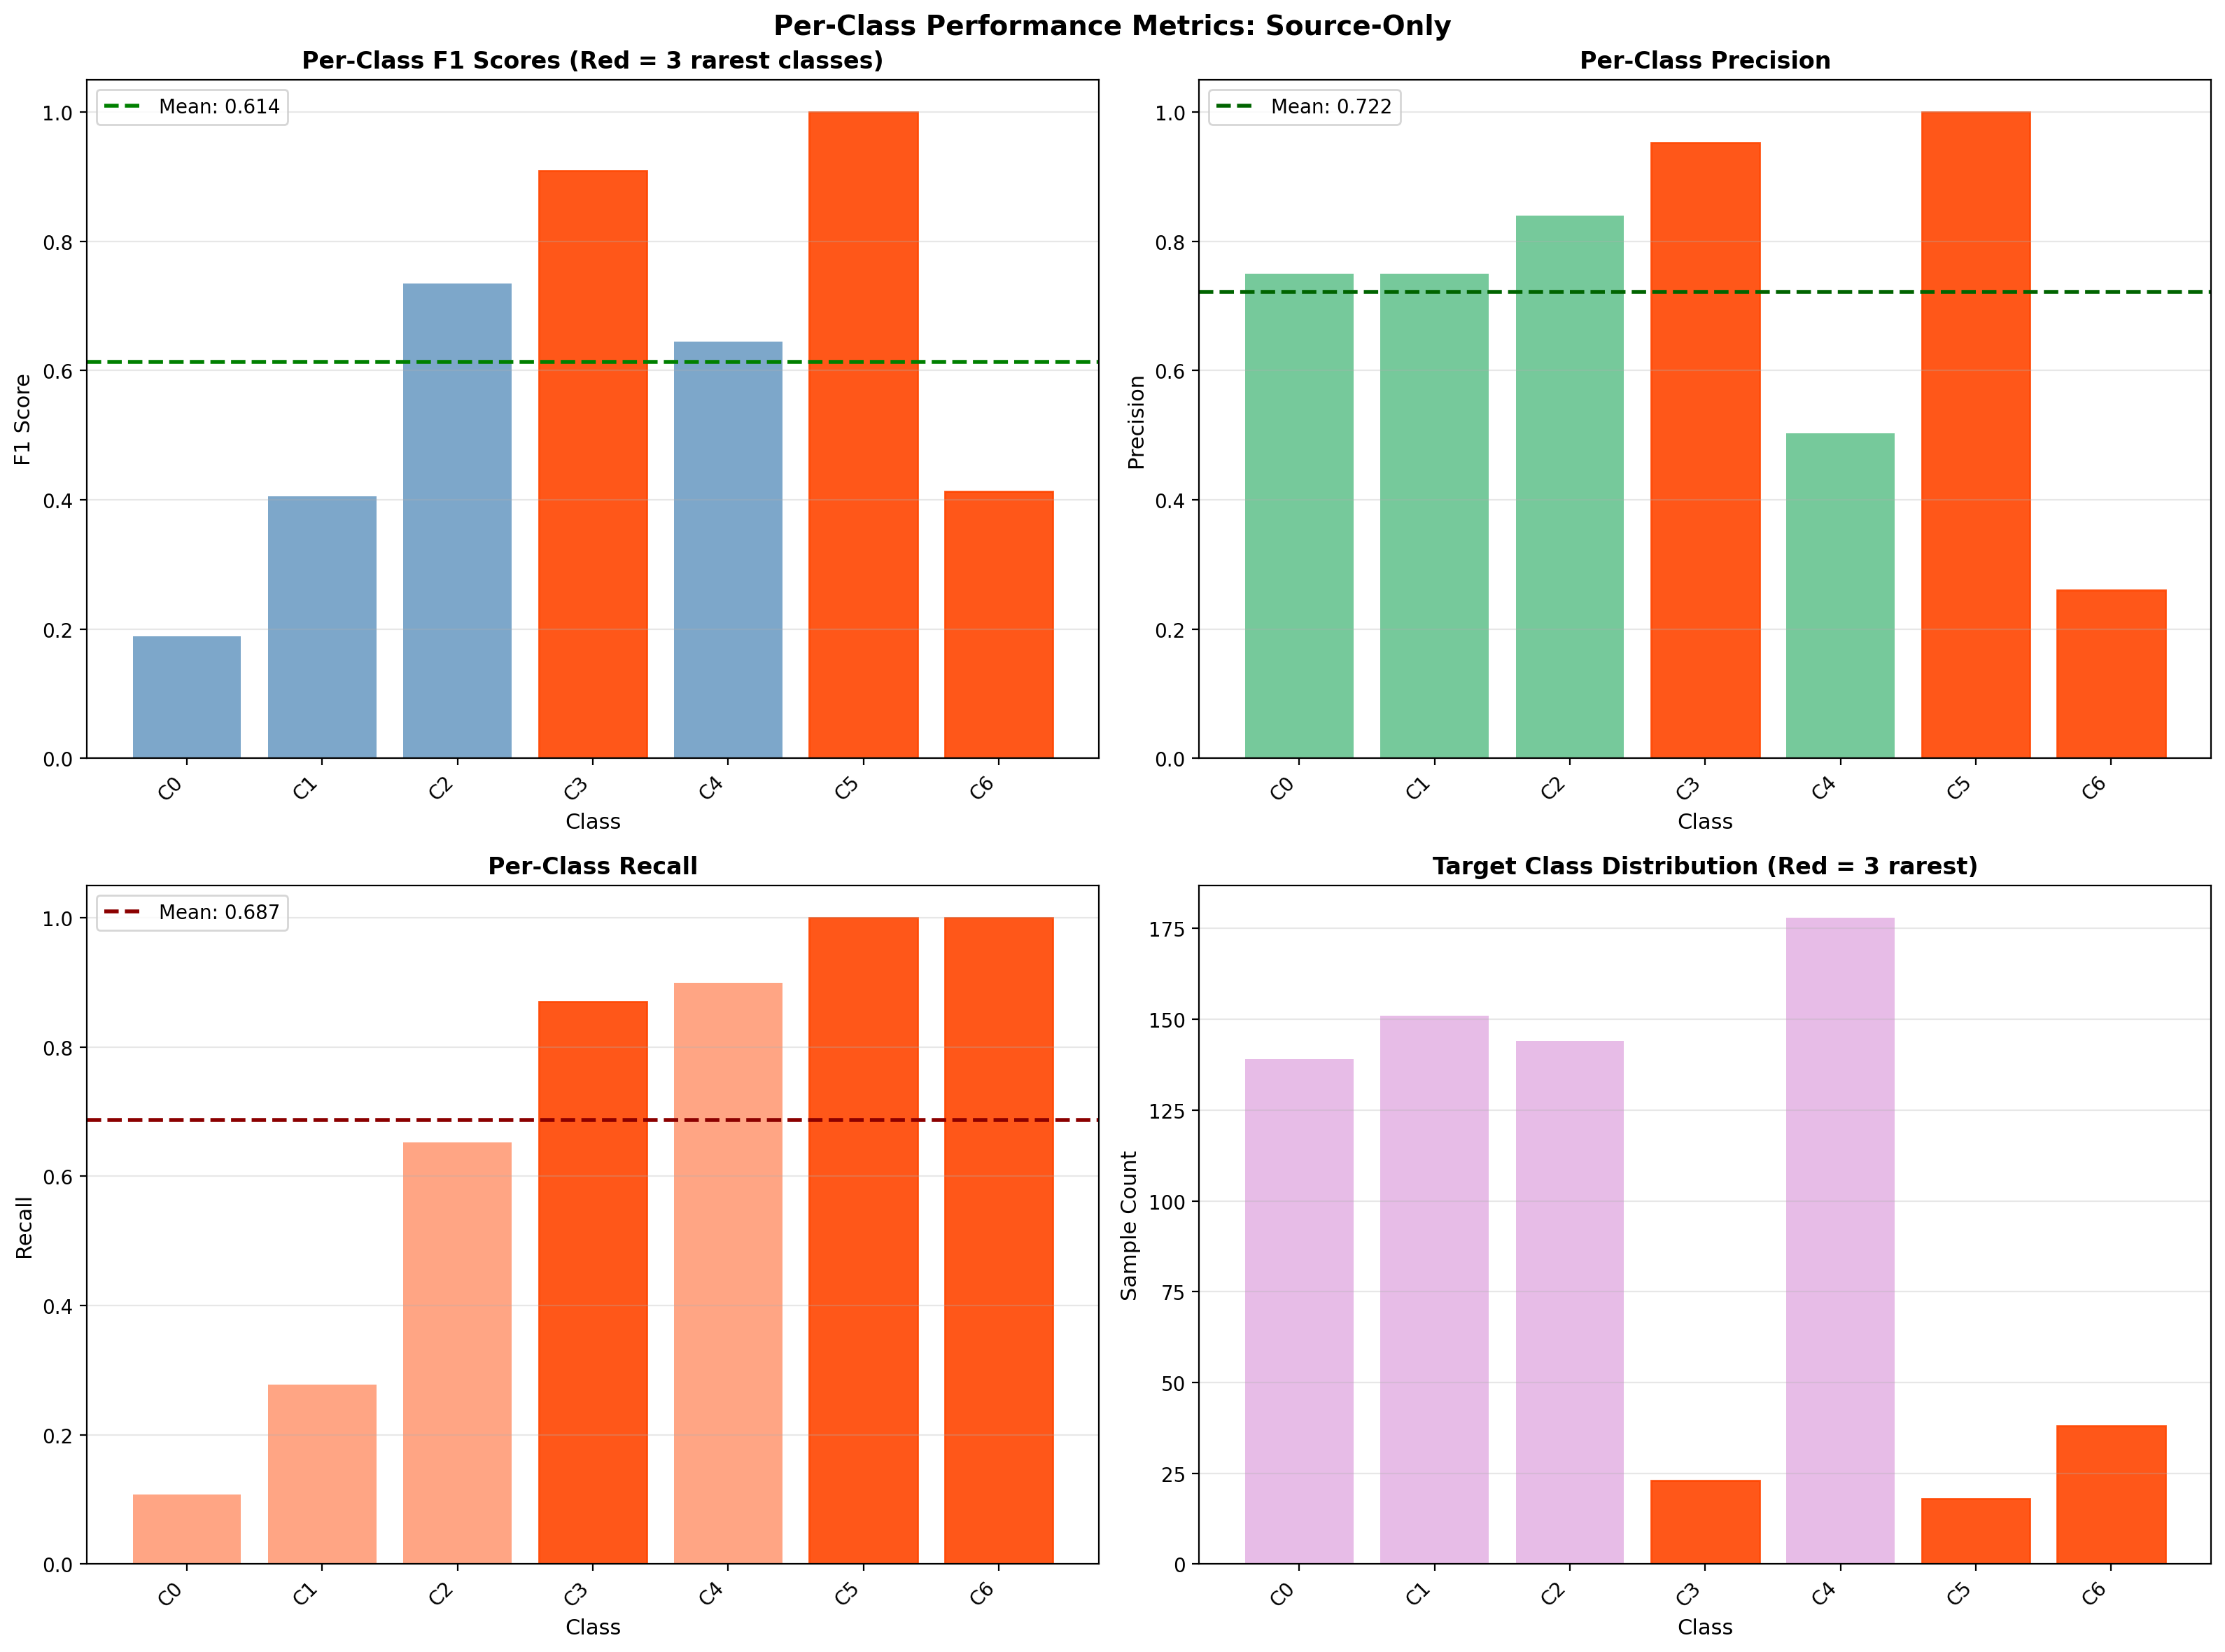 Per-Class Performance Metrics: Source-Only
Per-Class F1 Scores (Red = 3 rarest classes)
Mean: 0.614
1.0
0.8
0.6
0.4
0.2
0.0
F1 Score
C0 C1 C2 C3 C4 C5 C6
Class
Per-Class Precision
Mean: 0.722
1.0
0.8
0.6
0.4
0.2
0.0
Precision
C0 C1 C2 C3 C4 C5 C6
Class
Per-Class Recall
Mean: 0.687
1.0
0.8
0.6
0.4
0.2
0.0
Recall
C0 C1 C2 C3 C4 C5 C6
Class
Target Class Distribution (Red = 3 rarest)
175
150
125
100
75
50
25
0
Sample Count
C0 C1 C2 C3 C4 C5 C6
Class